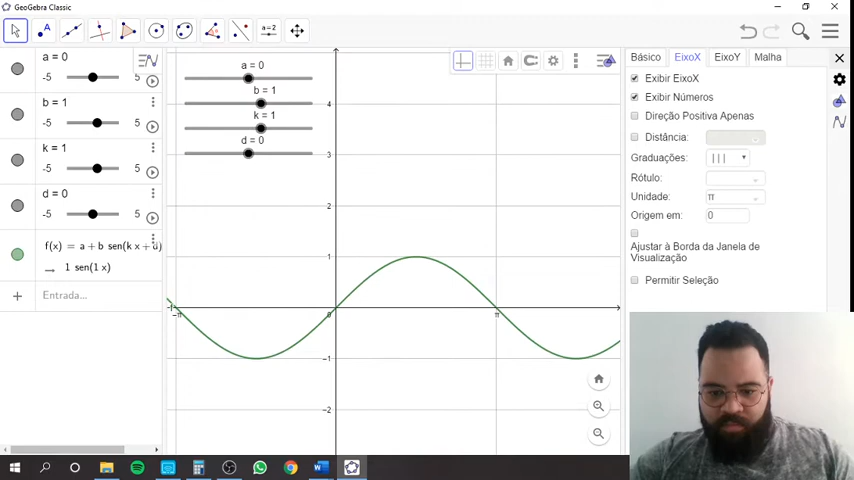 GeoGebra Classic
a=2
a = 0
-5
5
b = 1
-5
5
k = 1
-5
5
d = 0
-5
5
f(x) = a + b sen(k x + d)
→ 1 sen(1 x)
+ Entrada...
a = 0
b = 1
k = 1
d = 0
4
3
2
1
0
-π
π
−1
−2
Básico
EixoX
EixoY
Malha
Exibir EixoX
Exibir Números
Direção Positiva Apenas
Distância:
Graduações:
| | |
Rótulo:
Unidade:
π
Origem em:
0
Ajustar à Borda da Janela de
Visualização
Permitir Seleção